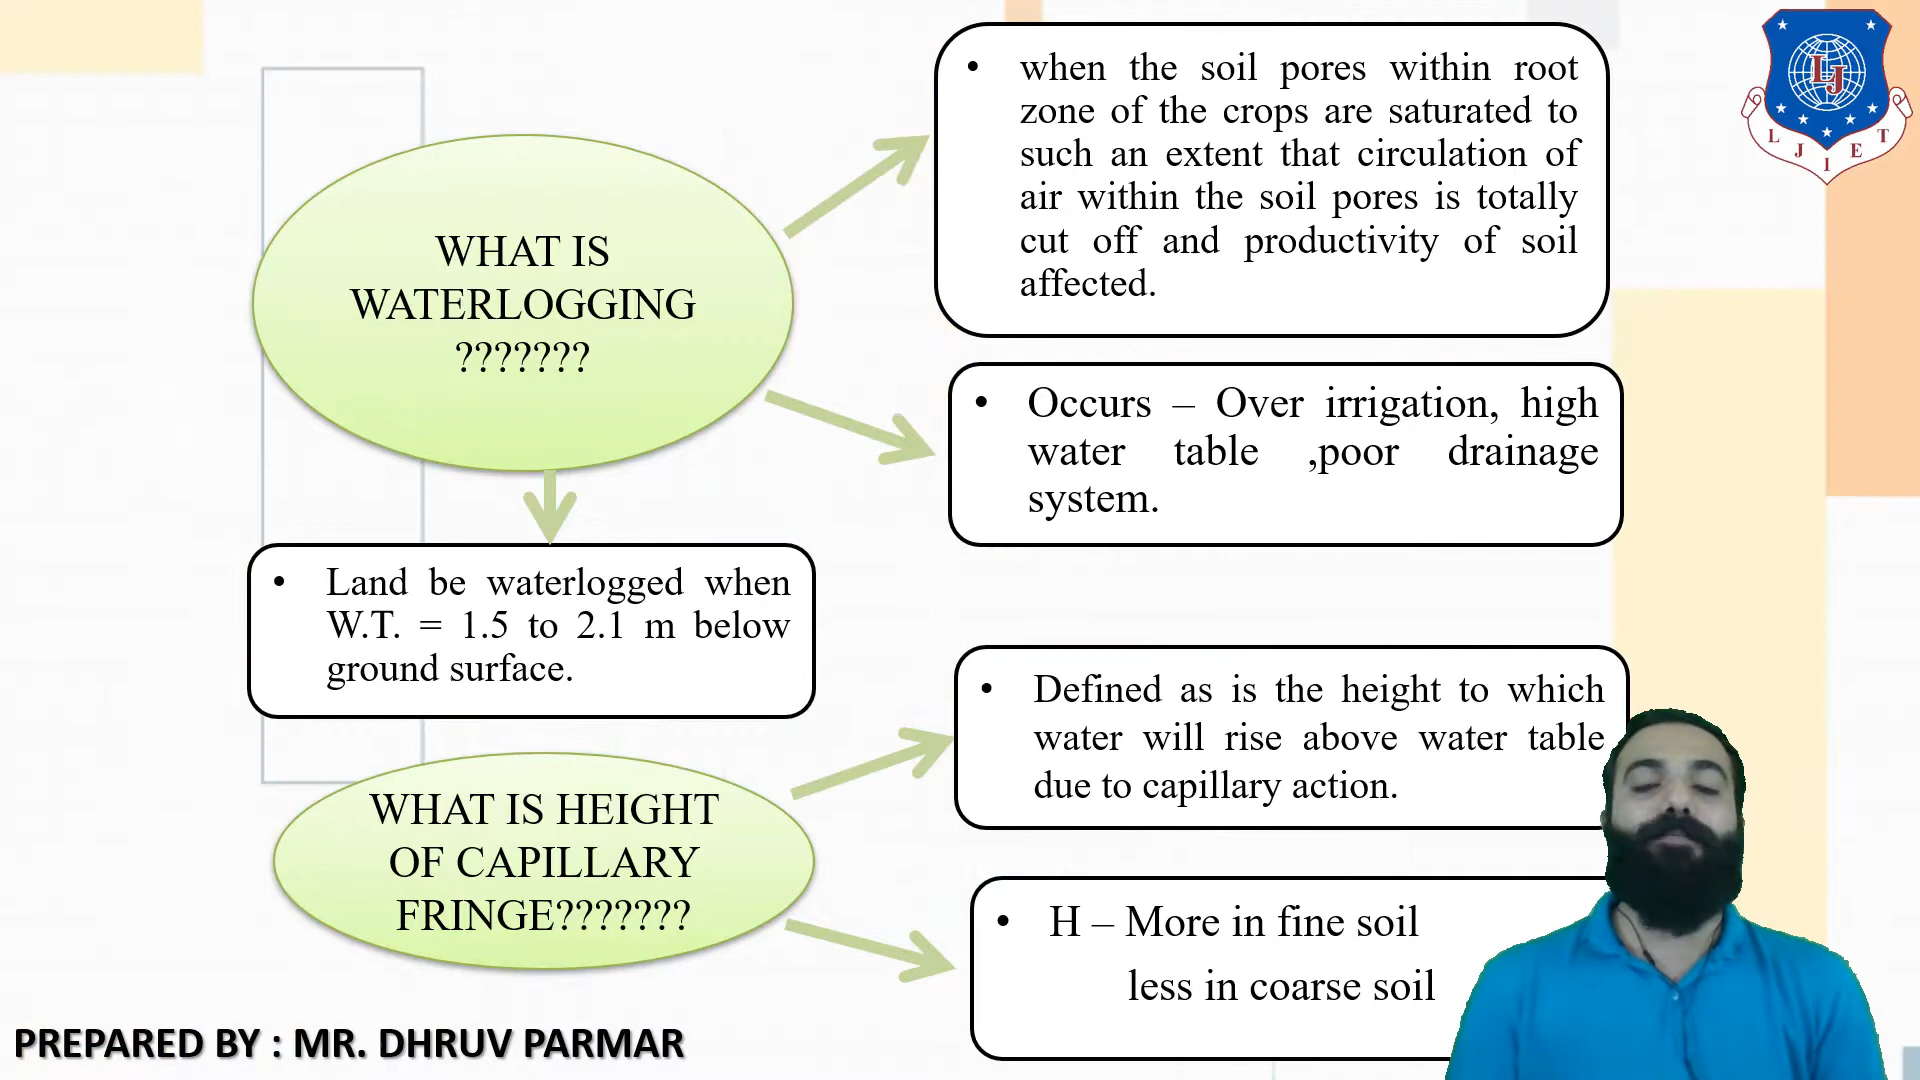 WHAT IS
WATERLOGGING
???????
• when the soil pores within root
zone of the crops are saturated to
such an extent that circulation of
air within the soil pores is totally
cut off and productivity of soil
affected.
• Occurs – Over irrigation, high
water table ,poor drainage
system.
• Land be waterlogged when
W.T. = 1.5 to 2.1 m below
ground surface.
WHAT IS HEIGHT
OF CAPILLARY
FRINGE???????
• Defined as is the height to which
water will rise above water table
due to capillary action.
• H – More in fine soil
less in coarse soil
PREPARED BY : MR. DHRUV PARMAR
LJ
L J I E T